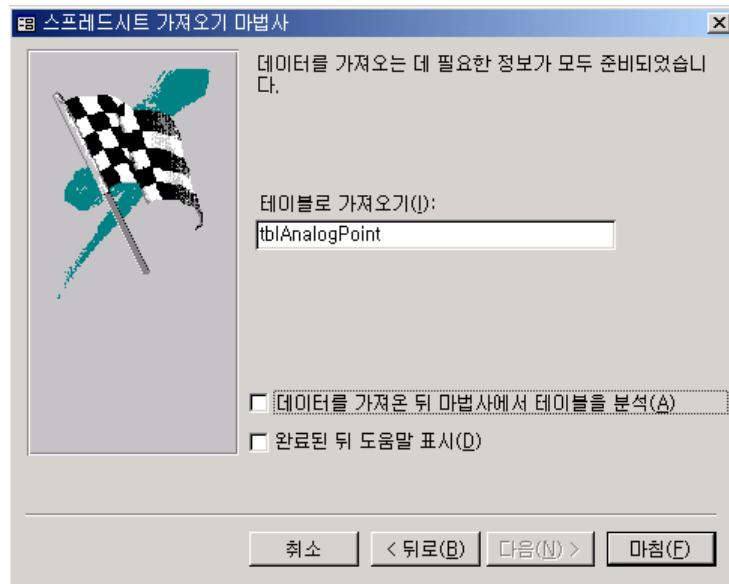 스프레드시트 가져오기 마법사
데이터를 가져오는 데 필요한 정보가 모두 준비되었습니
다.
테이블로 가져오기(I):
tblAnalogPoint
데이터를 가져온 뒤 마법사에서 테이블을 분석(A)
완료된 뒤 도움말 표시(D)
취소
< 뒤로(B)
다음(N) >
마침(F)